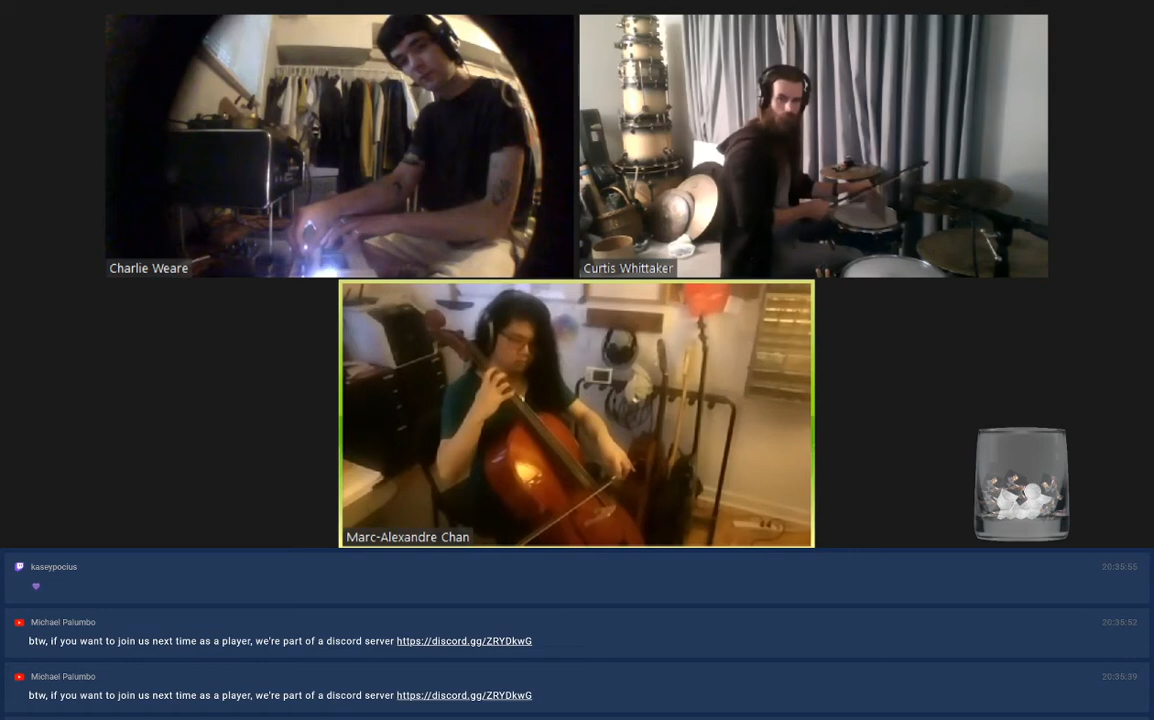 Charlie Weare
Curtis Whittaker
Marc-Alexandre Chan
kaseypocius 20:35:55
Michael Palumbo 20:35:52
btw, if you want to join us next time as a player, we're part of a discord server https://discord.gg/ZRYDkwG
Michael Palumbo 20:35:39
btw, if you want to join us next time as a player, we're part of a discord server https://discord.gg/ZRYDkwG